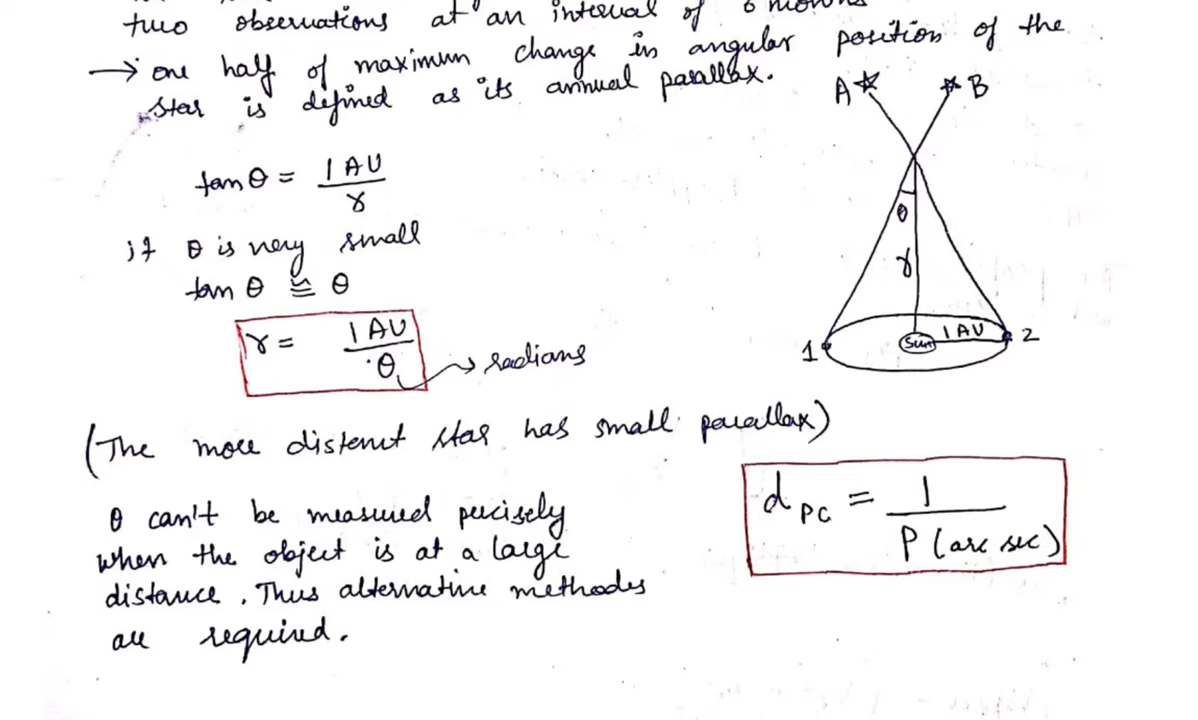 two observations at an interval of 6 months
→ one half of maximum change in angular position of the
star is defined as its annual parallax.
A B
tan θ = 1 AU / r
if θ is very small
tan θ ≅ θ
r = 1 AU / θ → radians
θ
r
Sun 1 AU
1 2
(The more distent star has small parallax)
θ can't be measured precisely
when the object is at a large
distance. Thus alternative methodes
are required.
d PC = 1 / P (arc sec)